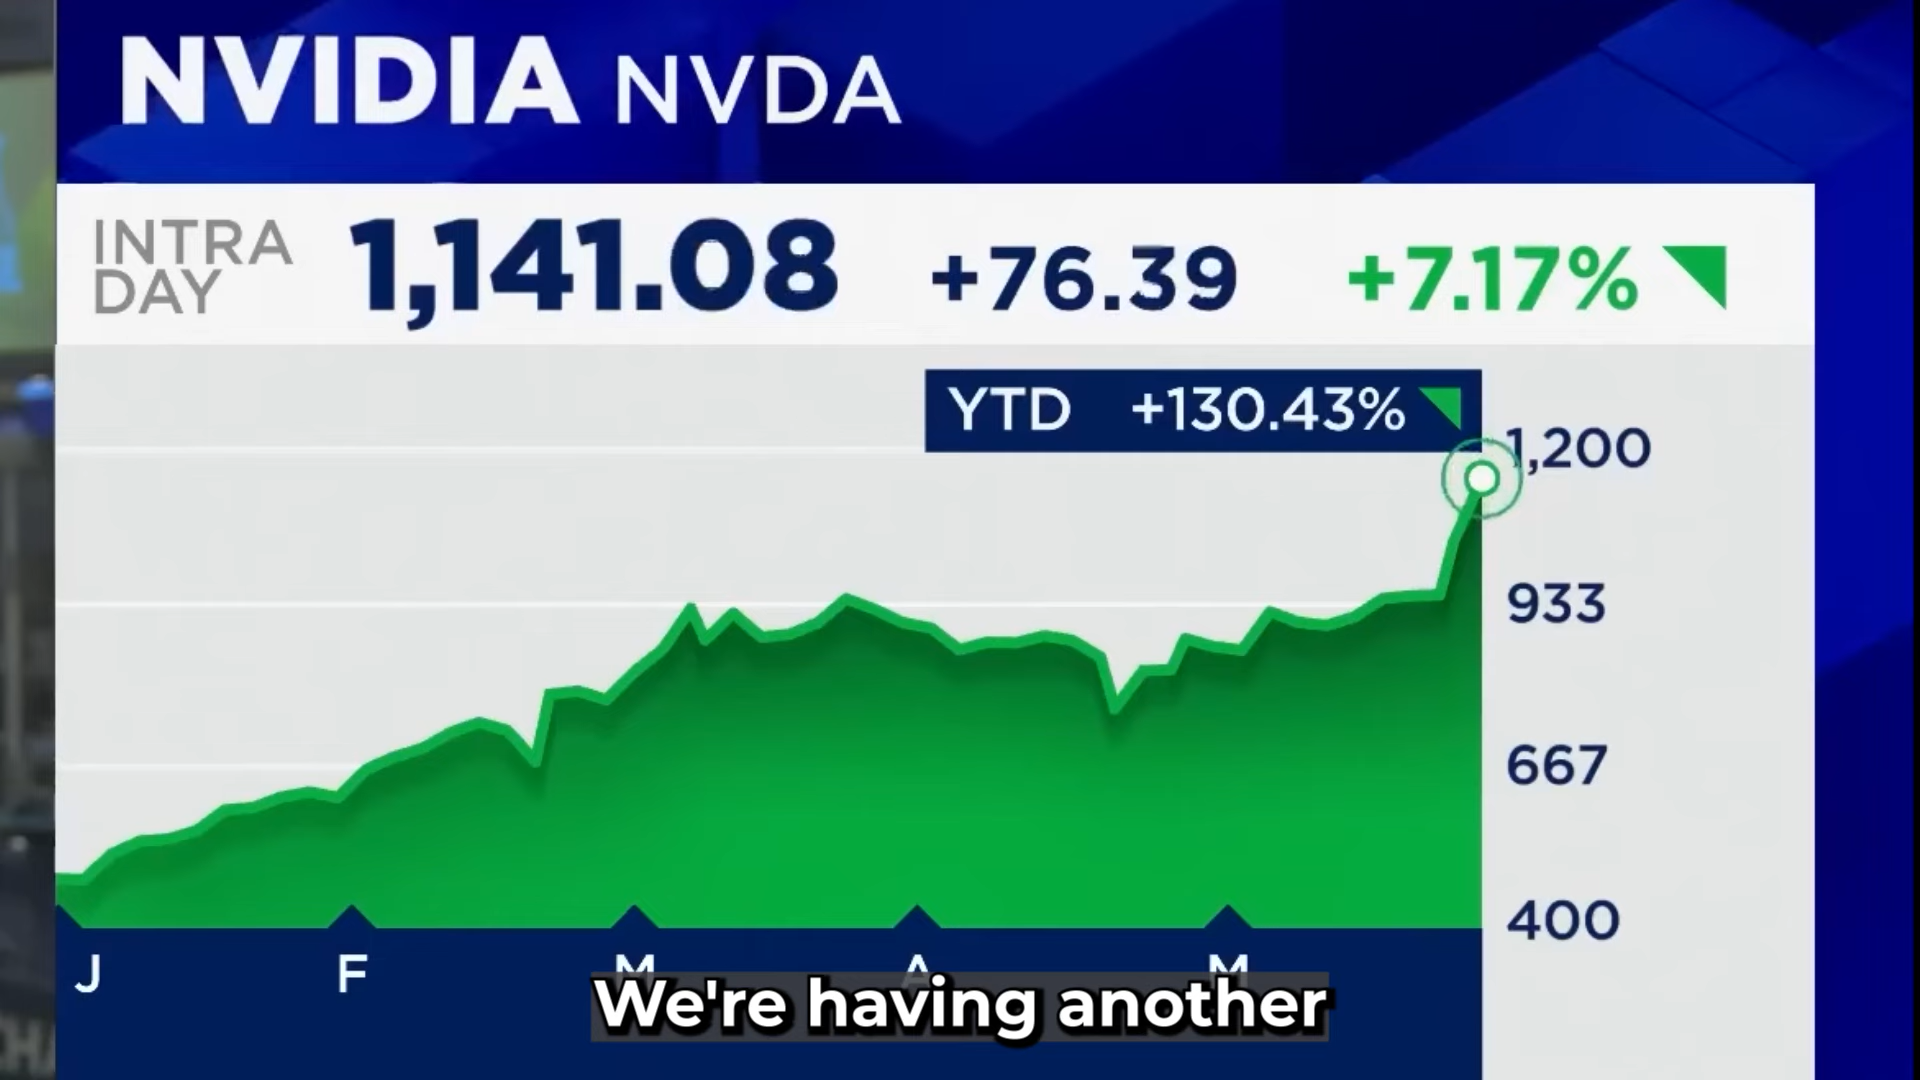 NVIDIA NVDA
INTRA
DAY
1,141.08 +76.39 +7.17%
YTD +130.43%
1,200
933
667
400
J F M A M
We're having another